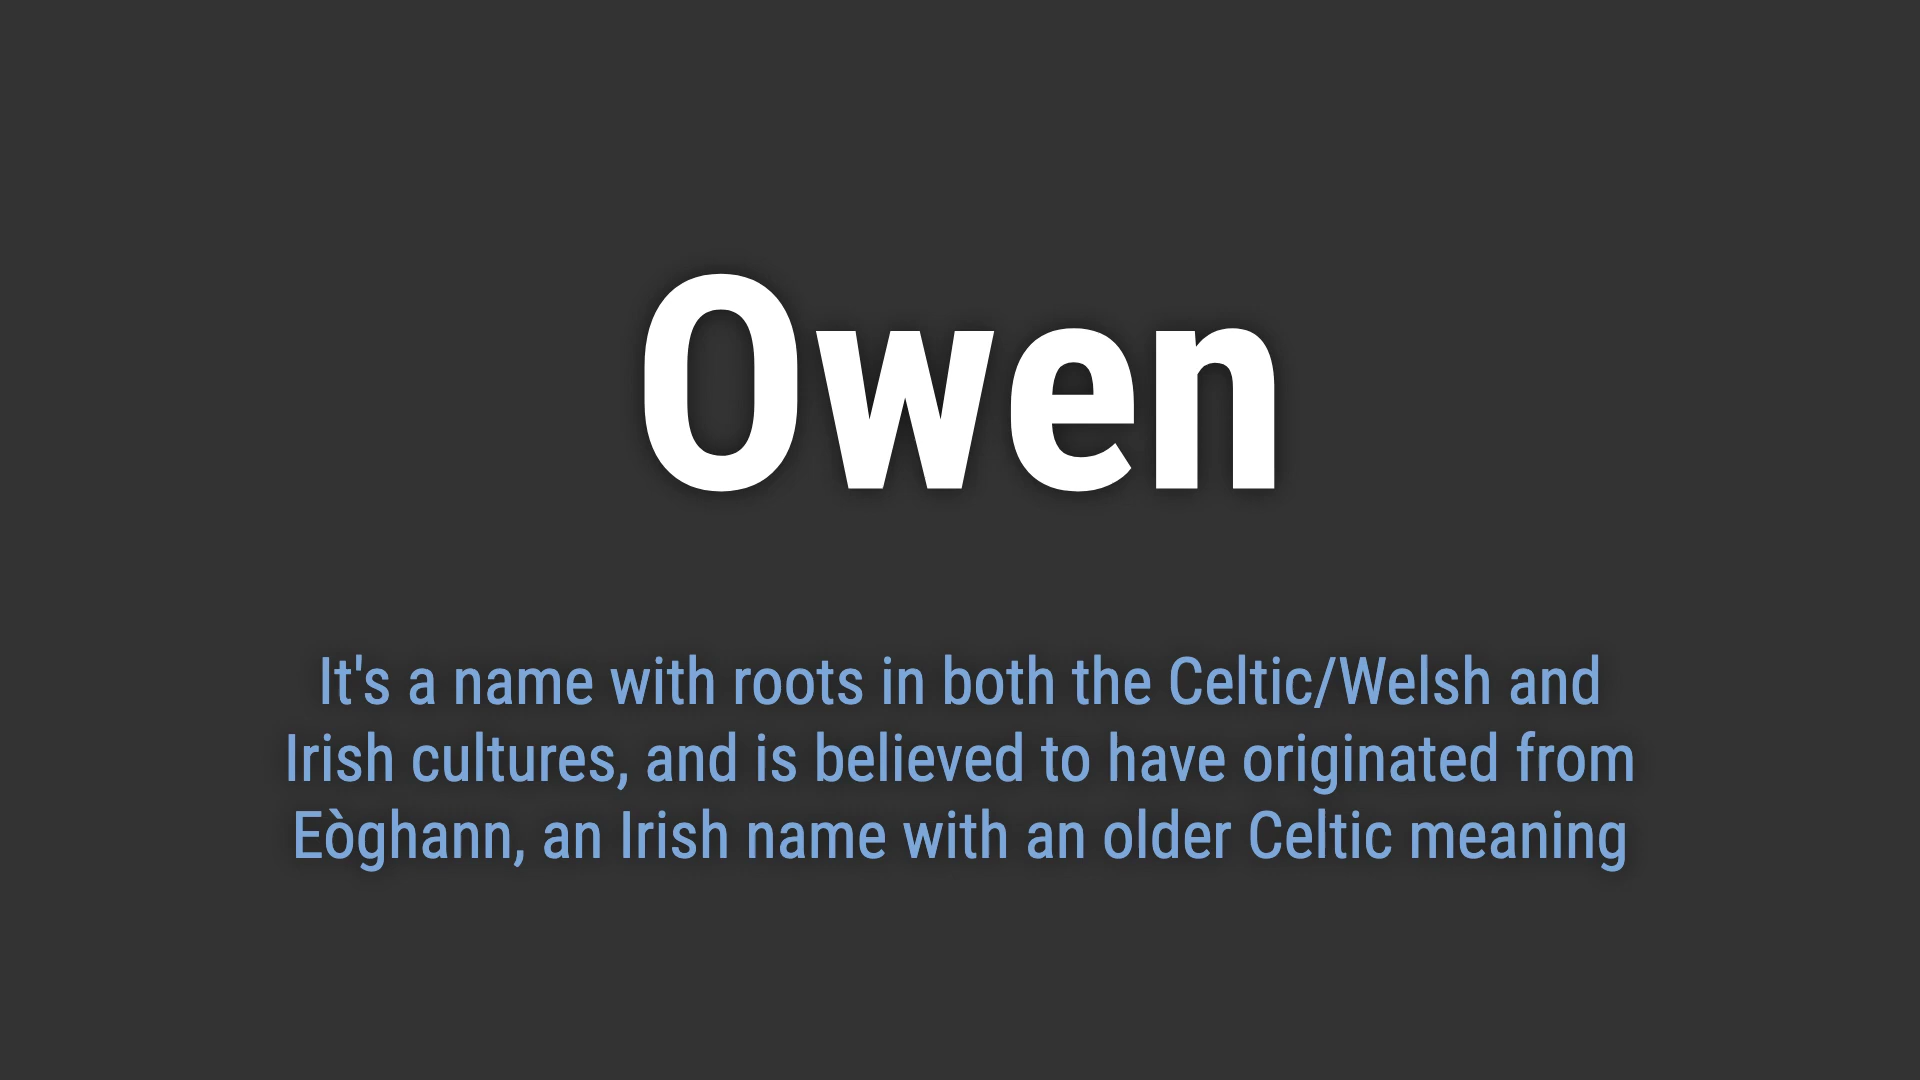 Owen
It's a name with roots in both the Celtic/Welsh and
Irish cultures, and is believed to have originated from
Eòghann, an Irish name with an older Celtic meaning